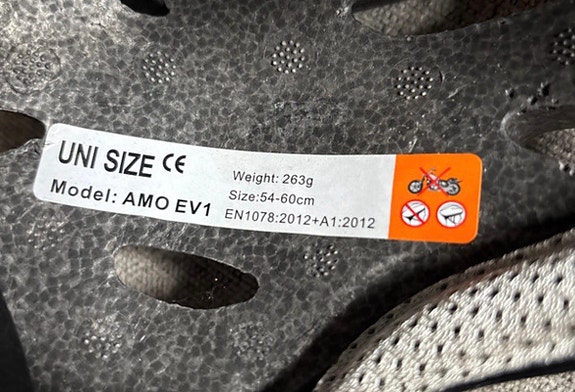 UNI SIZE CE
Model: AMO EV1
Weight: 263g
Size:54-60cm
EN1078:2012+A1:2012